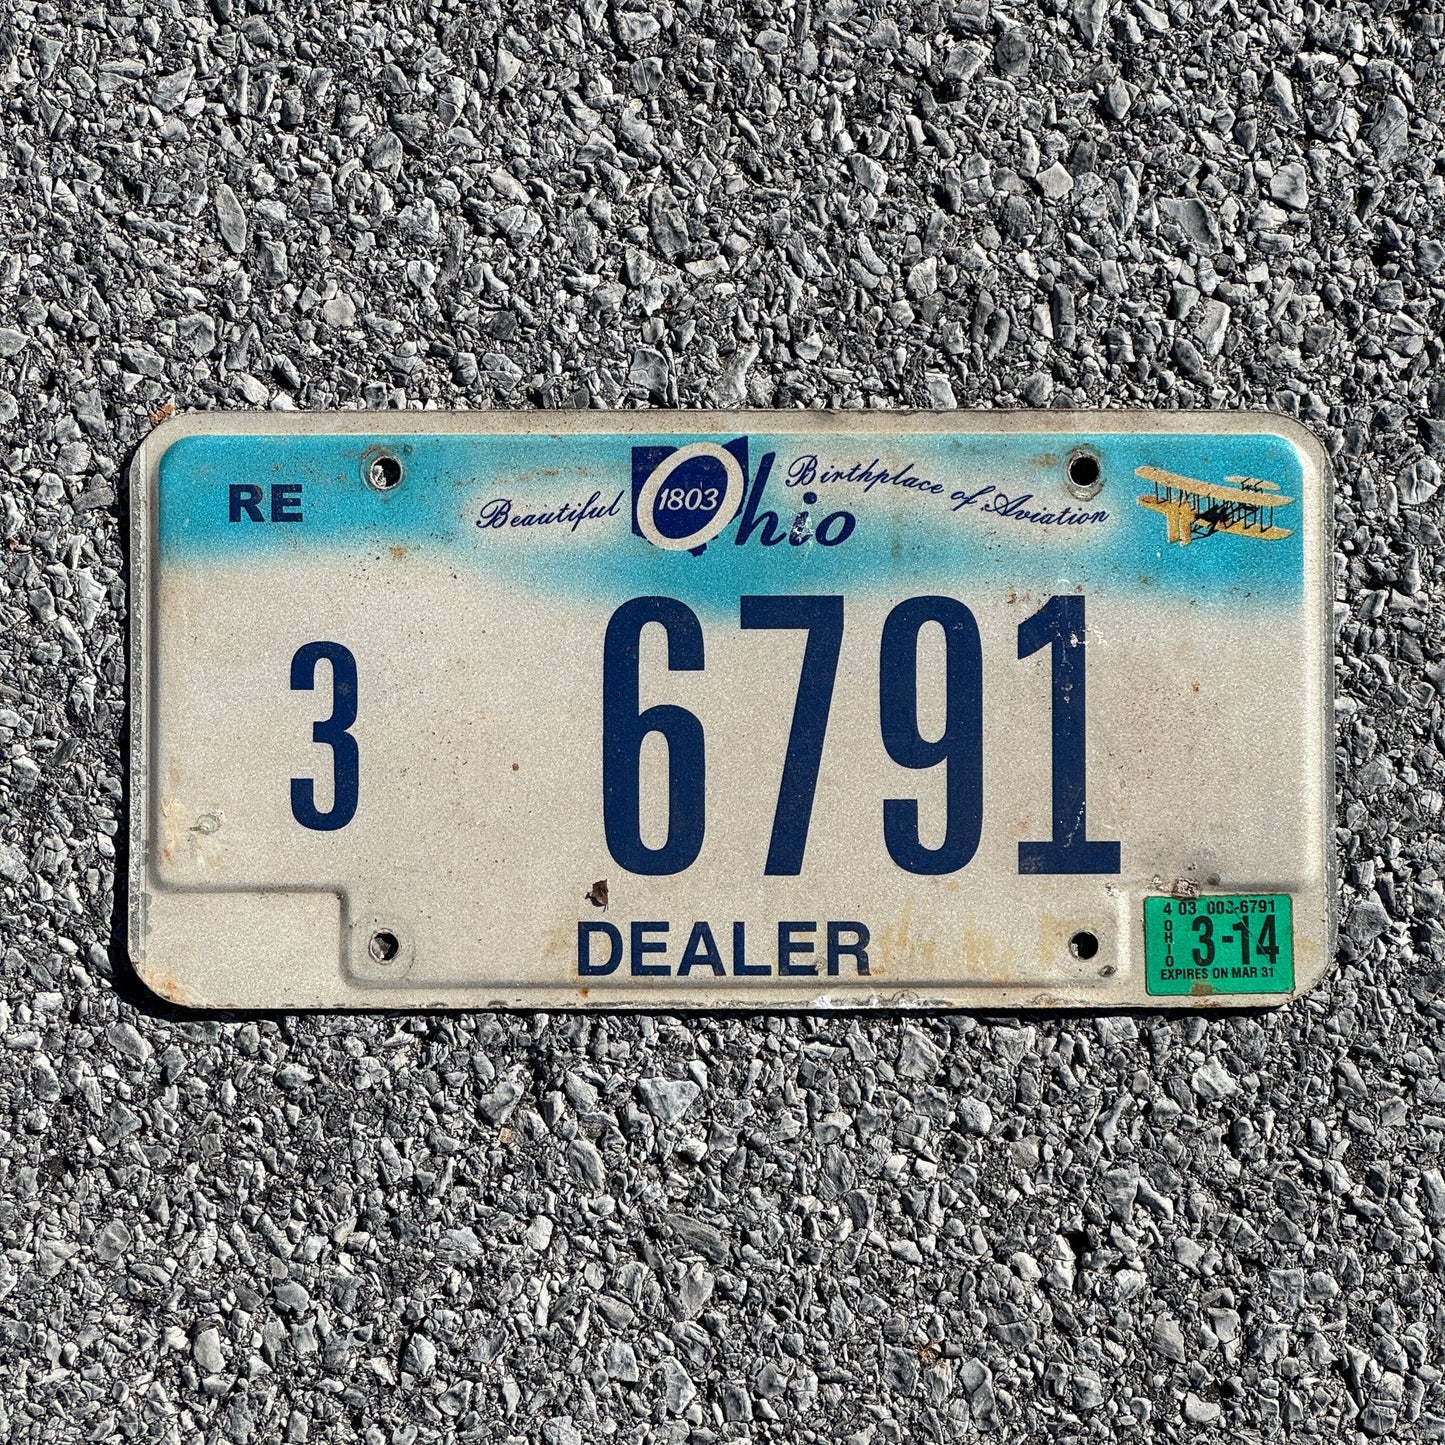 RE
Beautiful Ohio Birthplace of Aviation
1803
3 6791
DEALER
4 03 003-6791
OHIO
3-14
EXPIRES ON MAR 31